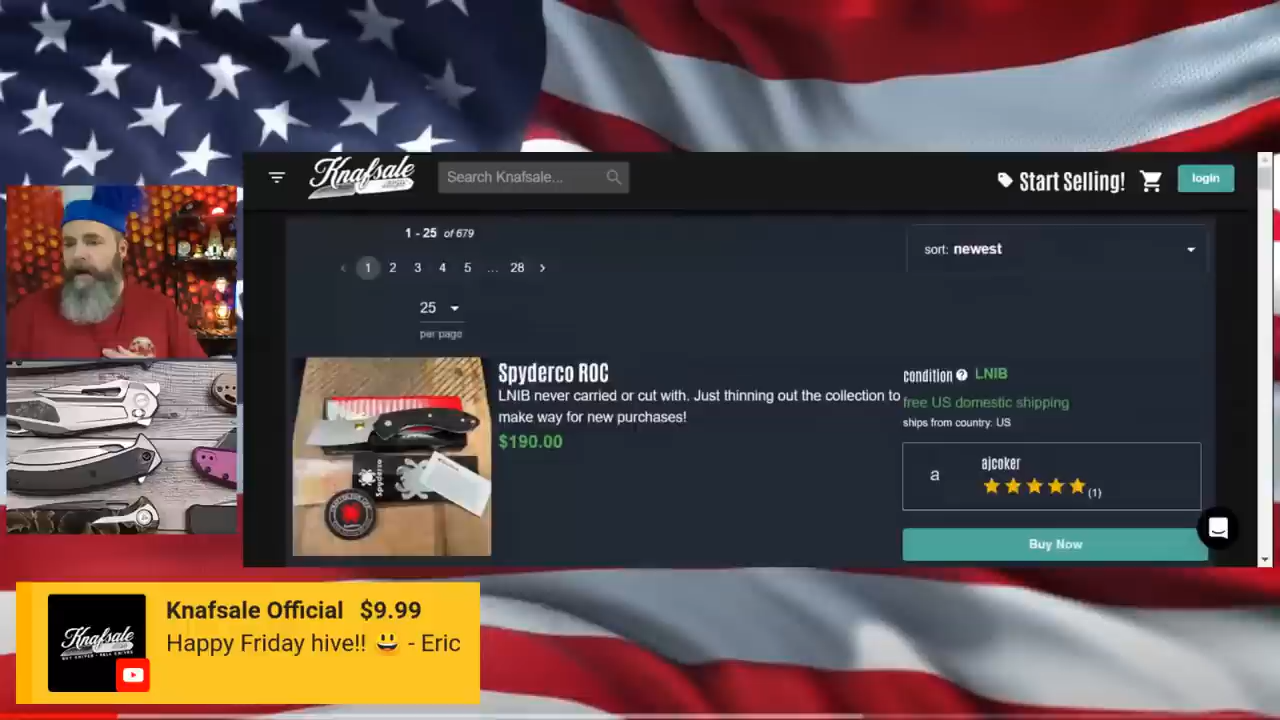 Knafsale
Search Knafsale...
Start Selling!
login
1 - 25 of 679
sort: newest
‹ 1 2 3 4 5 ... 28 ›
25
per page
Spyderco ROC
LNIB never carried or cut with. Just thinning out the collection to
make way for new purchases!
$190.00
condition LNIB
free US domestic shipping
ships from country: US
a
ajcoker
(1)
Buy Now
Spyderco
Knafsale Official $9.99
Happy Friday hive!! 😃 - Eric
Knafsale